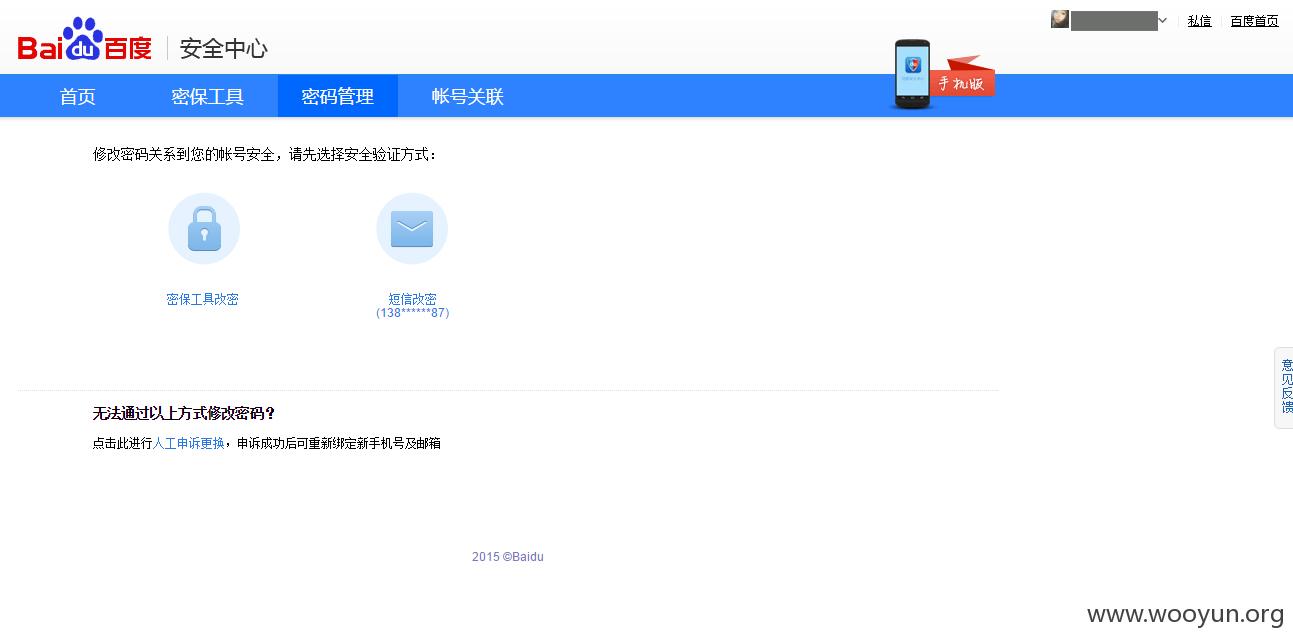 Baidu百度 安全中心
私信 百度首页
手机版
首页 密保工具 密码管理 帐号关联
修改密码关系到您的帐号安全，请先选择安全验证方式：
密保工具改密 短信改密
(138******87)
意见反馈
无法通过以上方式修改密码？
点击此进行人工申诉更换，申诉成功后可重新绑定新手机号及邮箱
2015 ©Baidu
www.wooyun.org